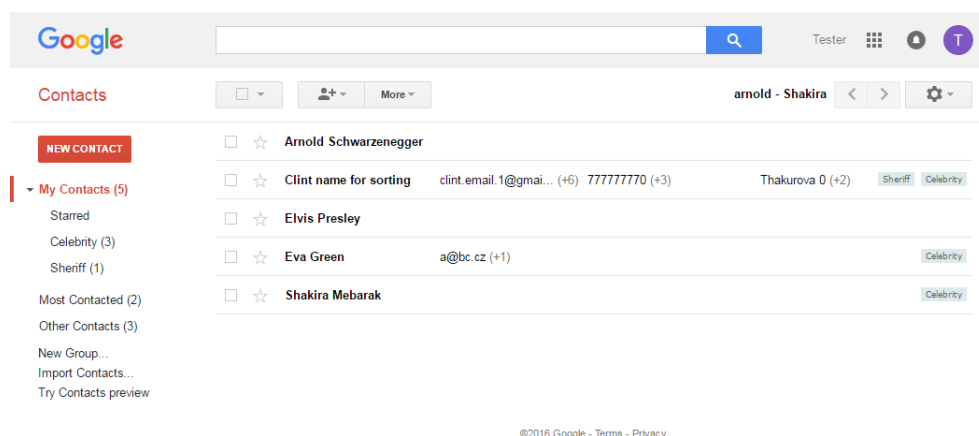 Google
Tester
T
Contacts
More
arnold - Shakira
NEW CONTACT
My Contacts (5)
Starred
Celebrity (3)
Sheriff (1)
Most Contacted (2)
Other Contacts (3)
New Group...
Import Contacts...
Try Contacts preview
Arnold Schwarzenegger
Clint name for sorting clint.email.1@gmai... (+6) 777777770 (+3) Thakurova 0 (+2) Sheriff Celebrity
Elvis Presley
Eva Green a@bc.cz (+1) Celebrity
Shakira Mebarak Celebrity
©2016 Google - Terms - Privacy